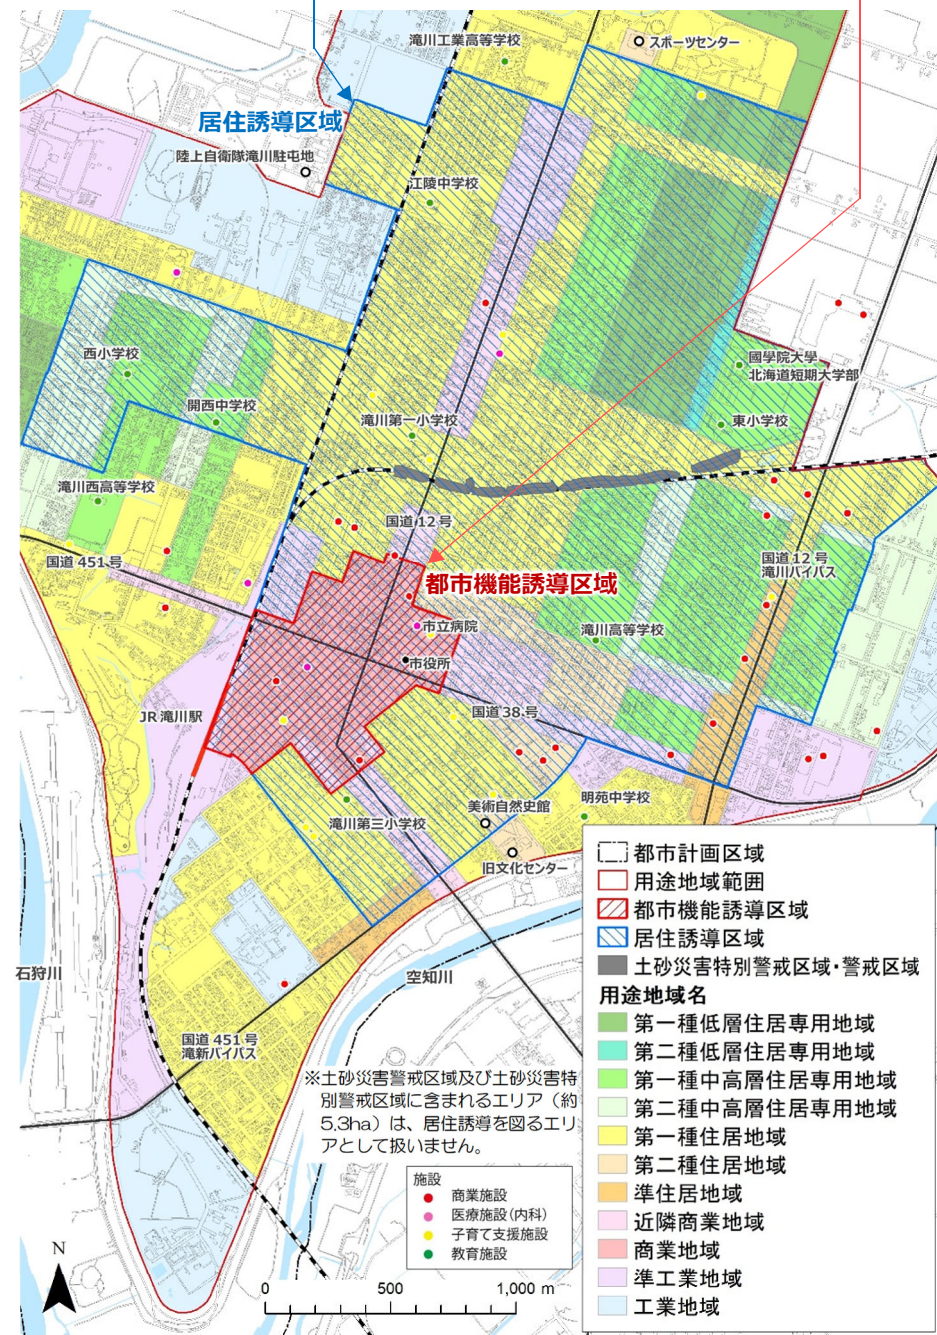 滝川工業高等学校
スポーツセンター
居住誘導区域
陸上自衛隊滝川駐屯地
江陵中学校
西小学校
國學院大學
北海道短期大学部
開西中学校
滝川第一小学校
東小学校
滝川西高等学校
国道 12 号
国道 451 号
国道 12 号
滝川バイパス
都市機能誘導区域
市立病院
滝川高等学校
市役所
JR 滝川駅
国道 38 号
美術自然史館
明苑中学校
滝川第三小学校
旧文化センター
石狩川
空知川
国道 451 号
滝新バイパス
※土砂災害警戒区域及び土砂災害特
別警戒区域に含まれるエリア（約
5.3ha）は、居住誘導を図るエリ
アとして扱いません。
都市計画区域
用途地域範囲
都市機能誘導区域
居住誘導区域
土砂災害特別警戒区域・警戒区域
用途地域名
第一種低層住居専用地域
第二種低層住居専用地域
第一種中高層住居専用地域
第二種中高層住居専用地域
第一種住居地域
第二種住居地域
準住居地域
近隣商業地域
商業地域
準工業地域
工業地域
施設
商業施設
医療施設(内科)
子育て支援施設
教育施設
N
0 500 1,000 m